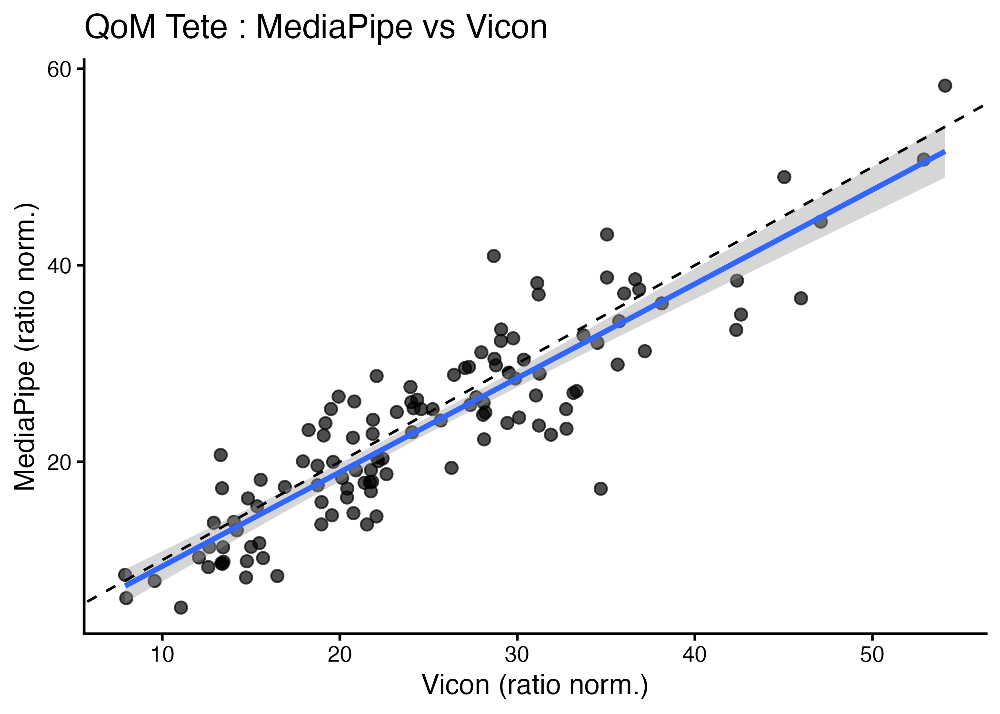 QoM Tete : MediaPipe vs Vicon
60
40
20
MediaPipe (ratio norm.)
10 20 30 40 50
Vicon (ratio norm.)